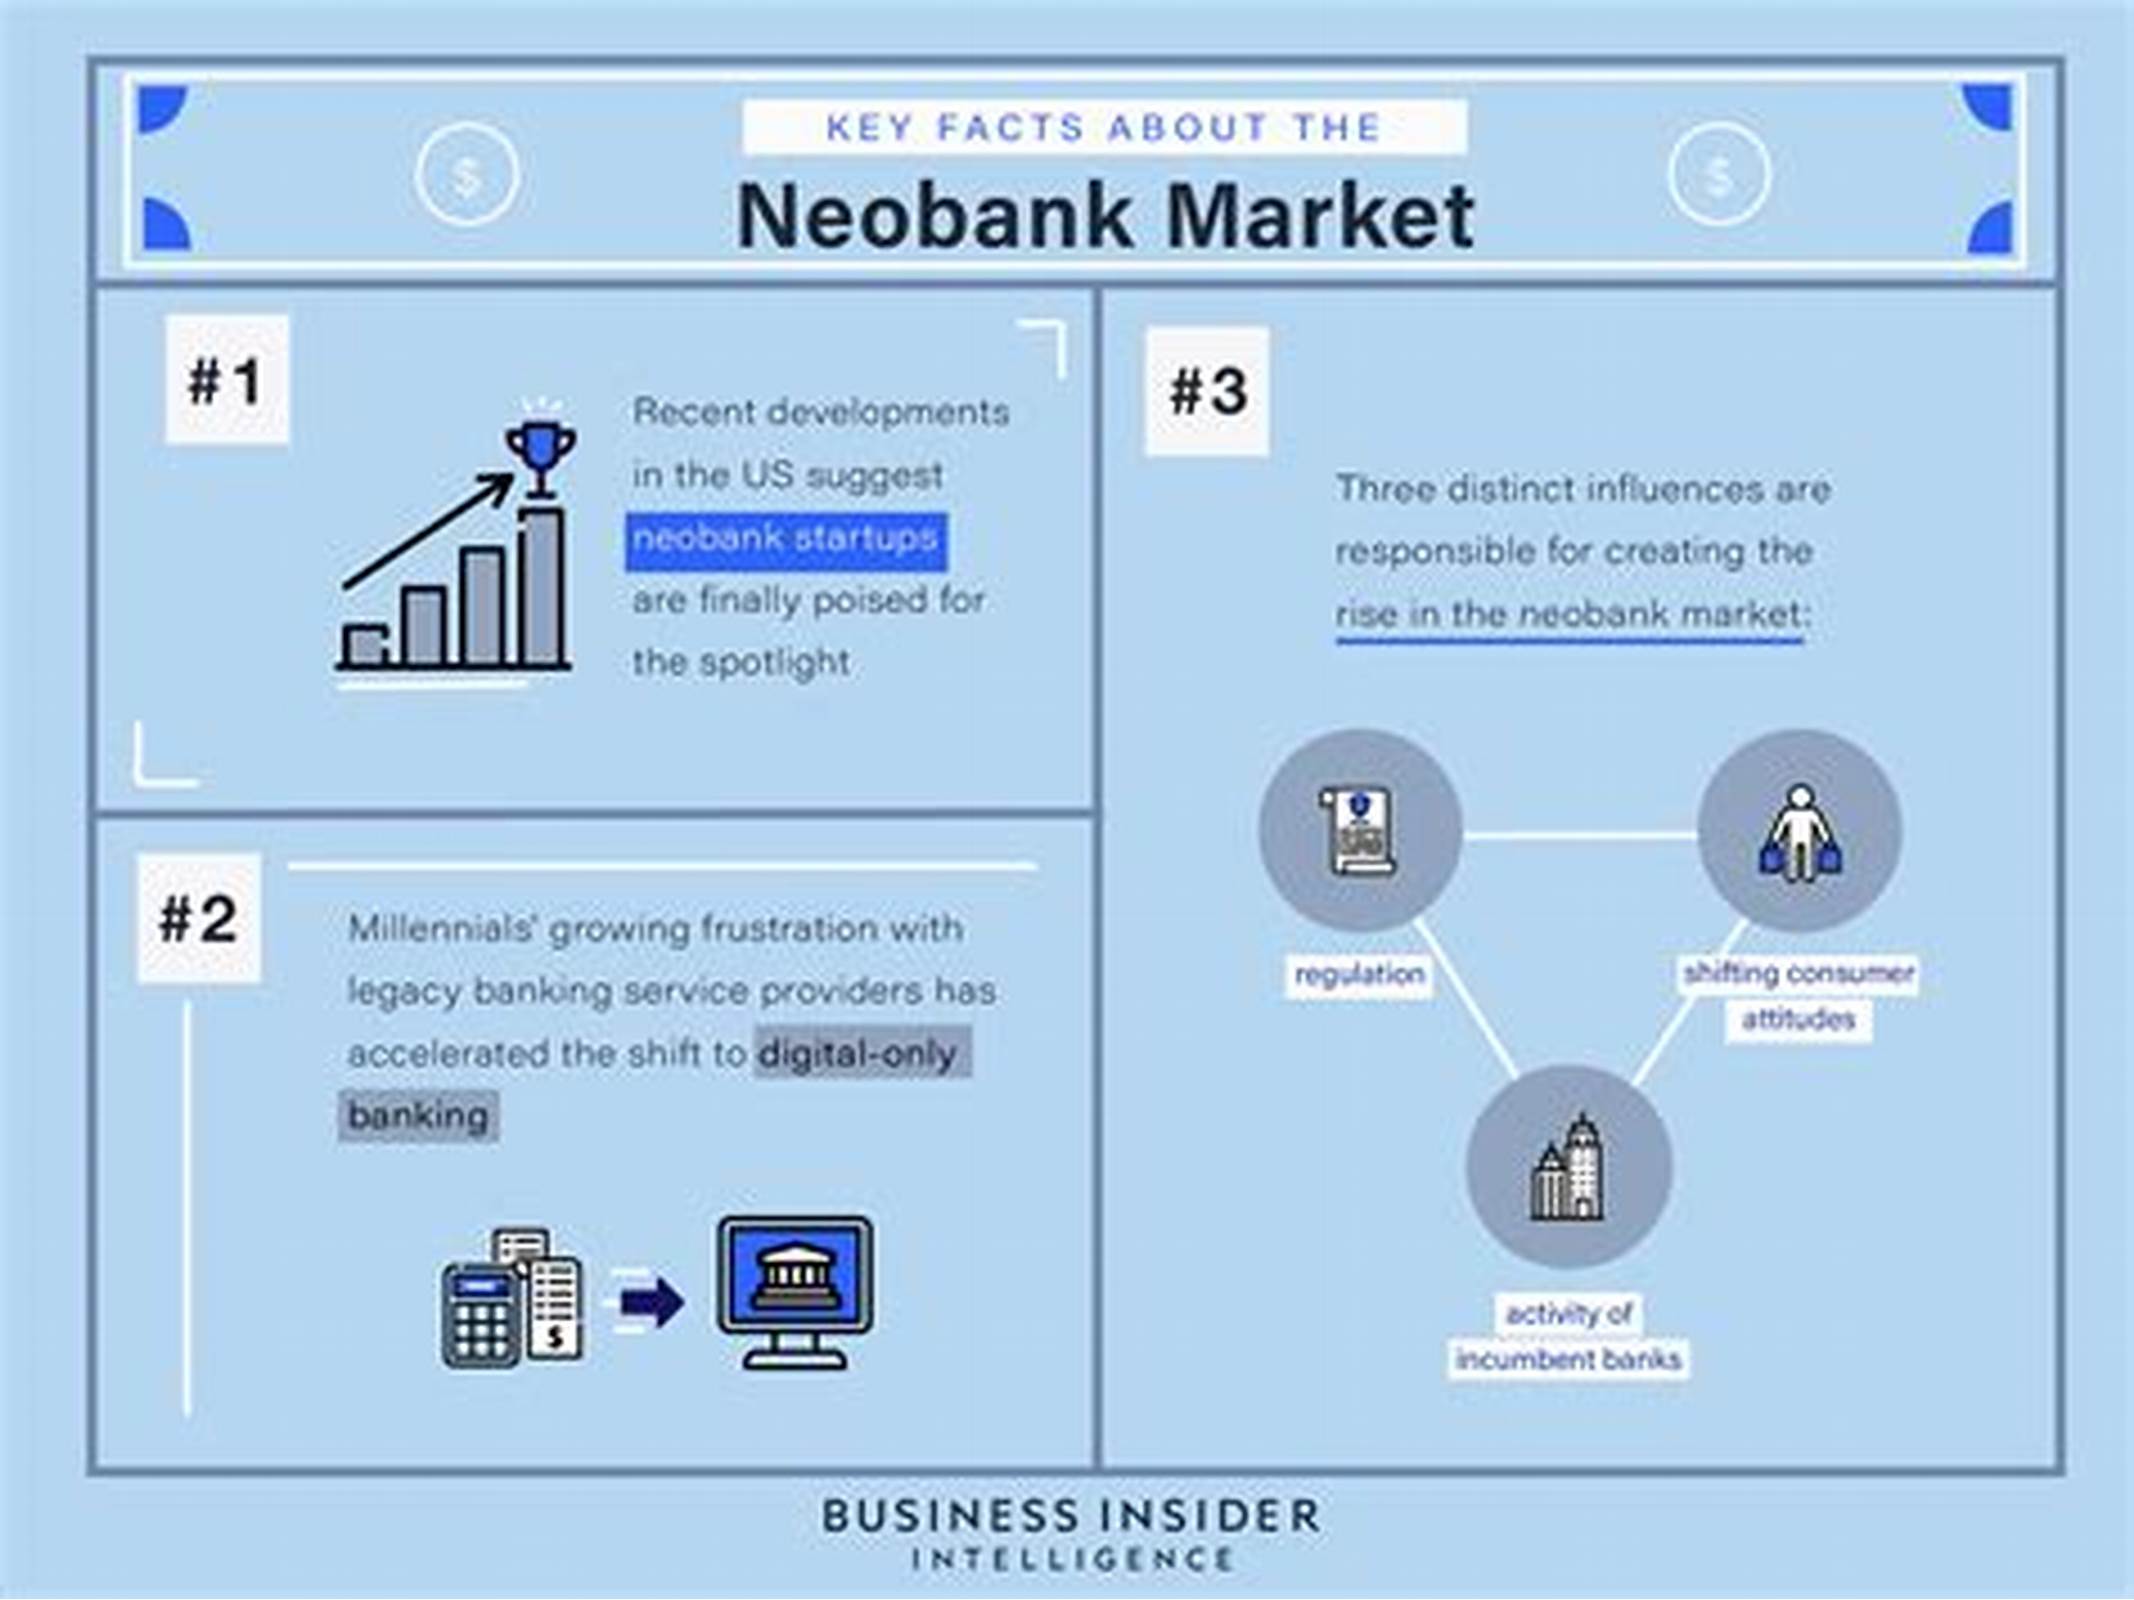 KEY FACTS ABOUT THE
Neobank Market
$
$
#1
Recent developments
in the US suggest
neobank startups
are finally poised for
the spotlight
#2
Millennials' growing frustration with
legacy banking service providers has
accelerated the shift to digital-only
banking
$
#3
Three distinct influences are
responsible for creating the
rise in the neobank market:
regulation
shifting consumer
attitudes
activity of
incumbent banks
BUSINESS INSIDER
INTELLIGENCE